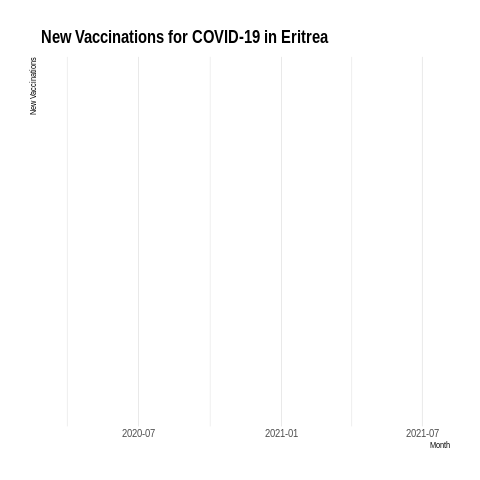 New Vaccinations for COVID-19 in Eritrea
New Vaccinations
2020-07
2021-01
2021-07
Month